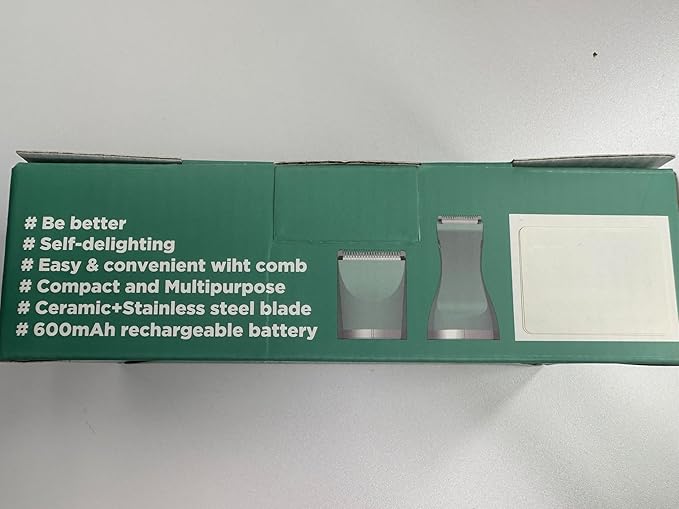 # Be better
# Self-delighting
# Easy & convenient wiht comb
# Compact and Multipurpose
# Ceramic+Stainless steel blade
# 600mAh rechargeable battery